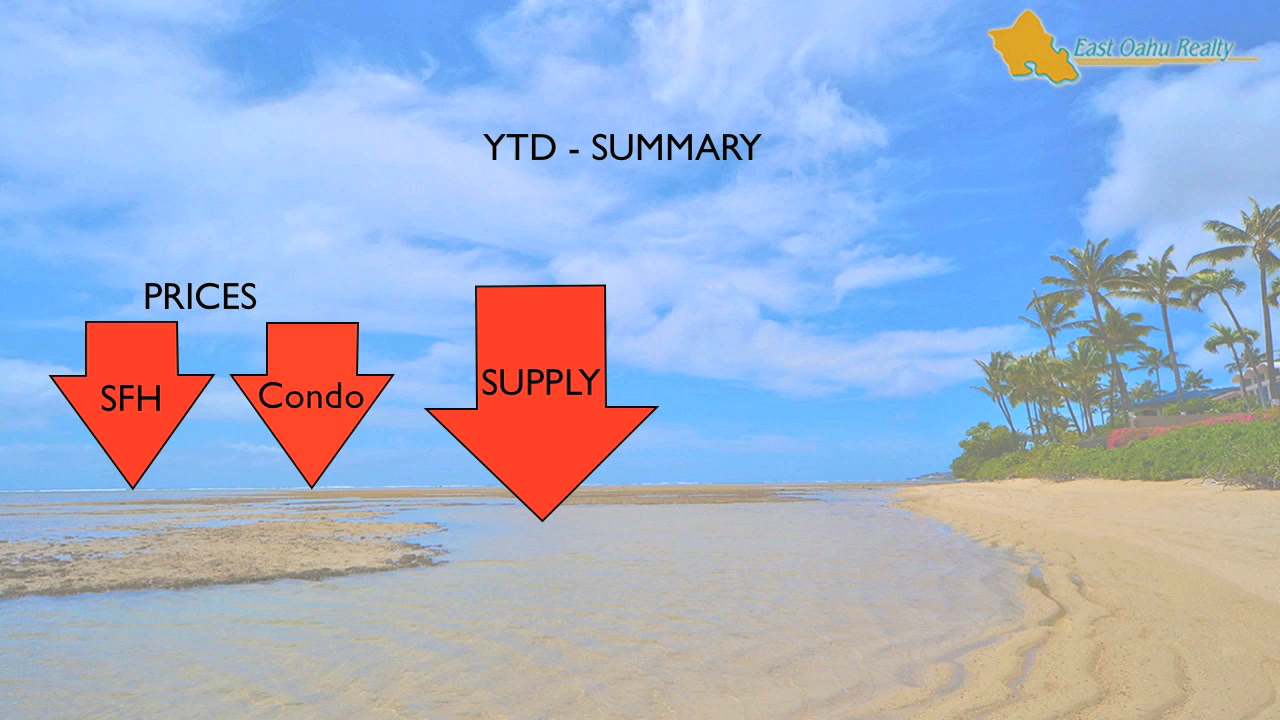 East Oahu Realty
YTD - SUMMARY
PRICES
SFH
Condo
SUPPLY